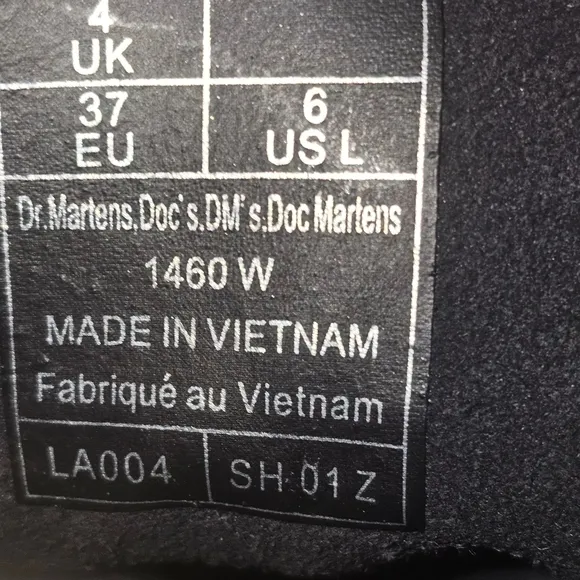 4
UK
37
EU
6
US L
Dr.Martens.Doc's.DM's.Doc Martens
1460 W
MADE IN VIETNAM
Fabriqué au Vietnam
LA004
SH 01 Z